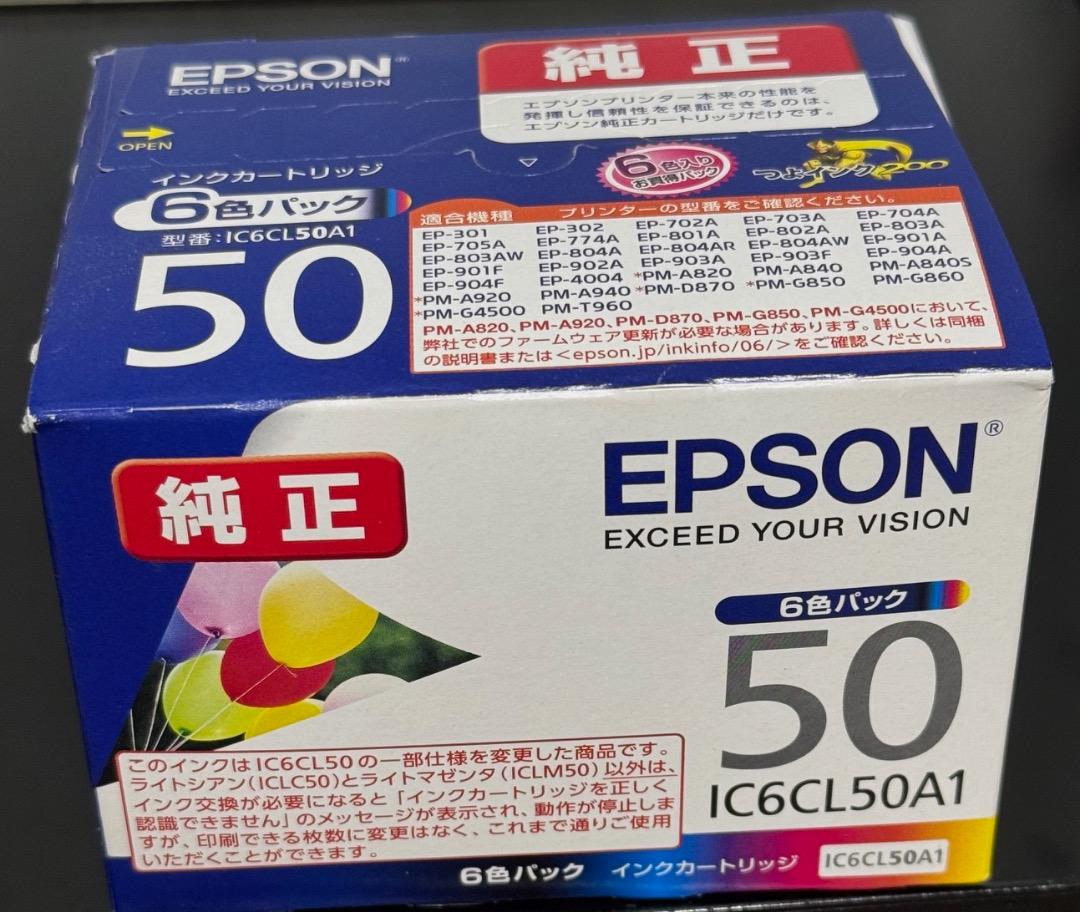 EPSON®
EXCEED YOUR VISION
純正
エプソンプリンター本来の性能を
発揮し信頼性を保証できるのは、
エプソン純正カートリッジだけです。
OPEN
インクカートリッジ
6色パック
型番:IC6CL50A1
50
6色入り
お買得パック
つよインク200
適合機種 プリンターの型番をご確認ください。
EP-301 EP-302 EP-702A EP-703A EP-704A
EP-705A EP-774A EP-801A EP-802A EP-803A
EP-803AW EP-804A EP-804AR EP-804AW EP-901A
EP-901F EP-902A EP-903A EP-903F EP-904A
EP-904F EP-4004 *PM-A820 PM-A840 PM-A840S
*PM-A920 PM-A940 *PM-D870 *PM-G850 PM-G860
*PM-G4500 PM-T960
PM-A820、PM-A920、PM-D870、PM-G850、PM-G4500において、
弊社でのファームウェア更新が必要な場合があります。詳しくは同梱
の説明書または<epson.jp/inkinfo/06/>をご確認ください。
純正
EPSON®
EXCEED YOUR VISION
6色パック
50
IC6CL50A1
このインクはIC6CL50の一部仕様を変更した商品です。
ライトシアン(ICLC50)とライトマゼンタ(ICLM50)以外は、
インク交換が必要になると「インクカートリッジを正しく
認識できません」のメッセージが表示され、動作が停止しま
すが、印刷できる枚数に変更はなく、これまで通りご使用
いただくことができます。
6色パック インクカートリッジ IC6CL50A1